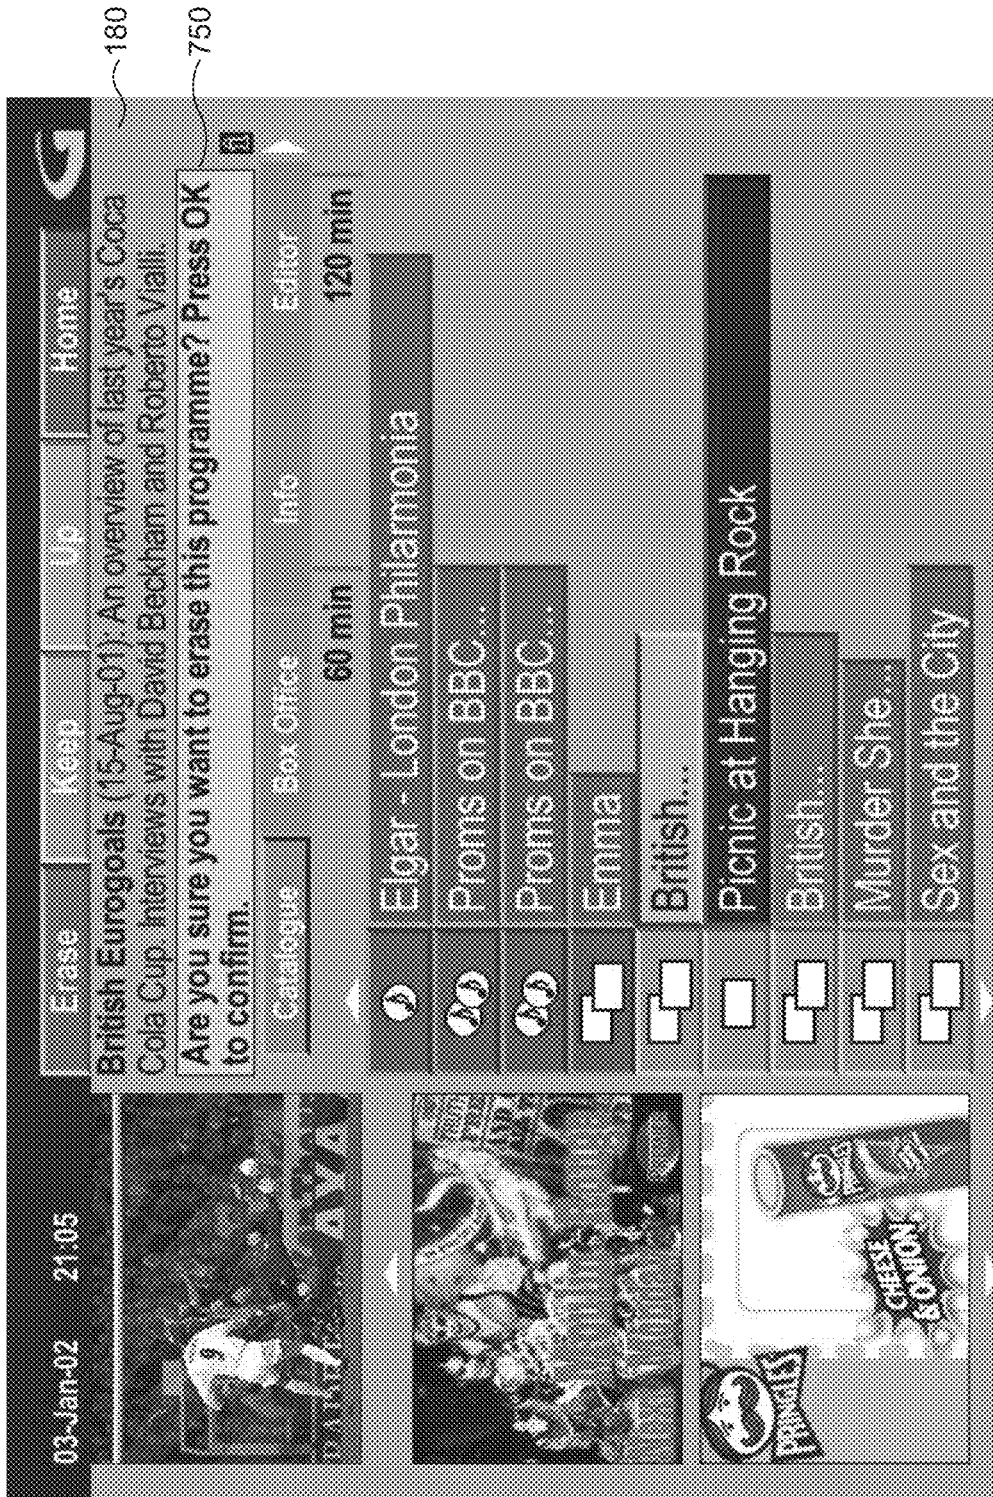 03-Jan-02 21:05
Erase Keep Up Home
British Eurogoals (15-Aug-01) An overview of last year's Coca
Cola Cup. Interviews with David Beckham and Roberto Vialli.
Are you sure you want to erase this programme? Press OK
to confirm.
Catalogue Box Office Info Editor
60 min 120 min
Elgar - London Philarmonia
Proms on BBC...
Proms on BBC...
Emma
British...
Picnic at Hanging Rock
British...
Murder She...
Sex and the City
9
PRINGLES
CHEESE
& ONION
180
750